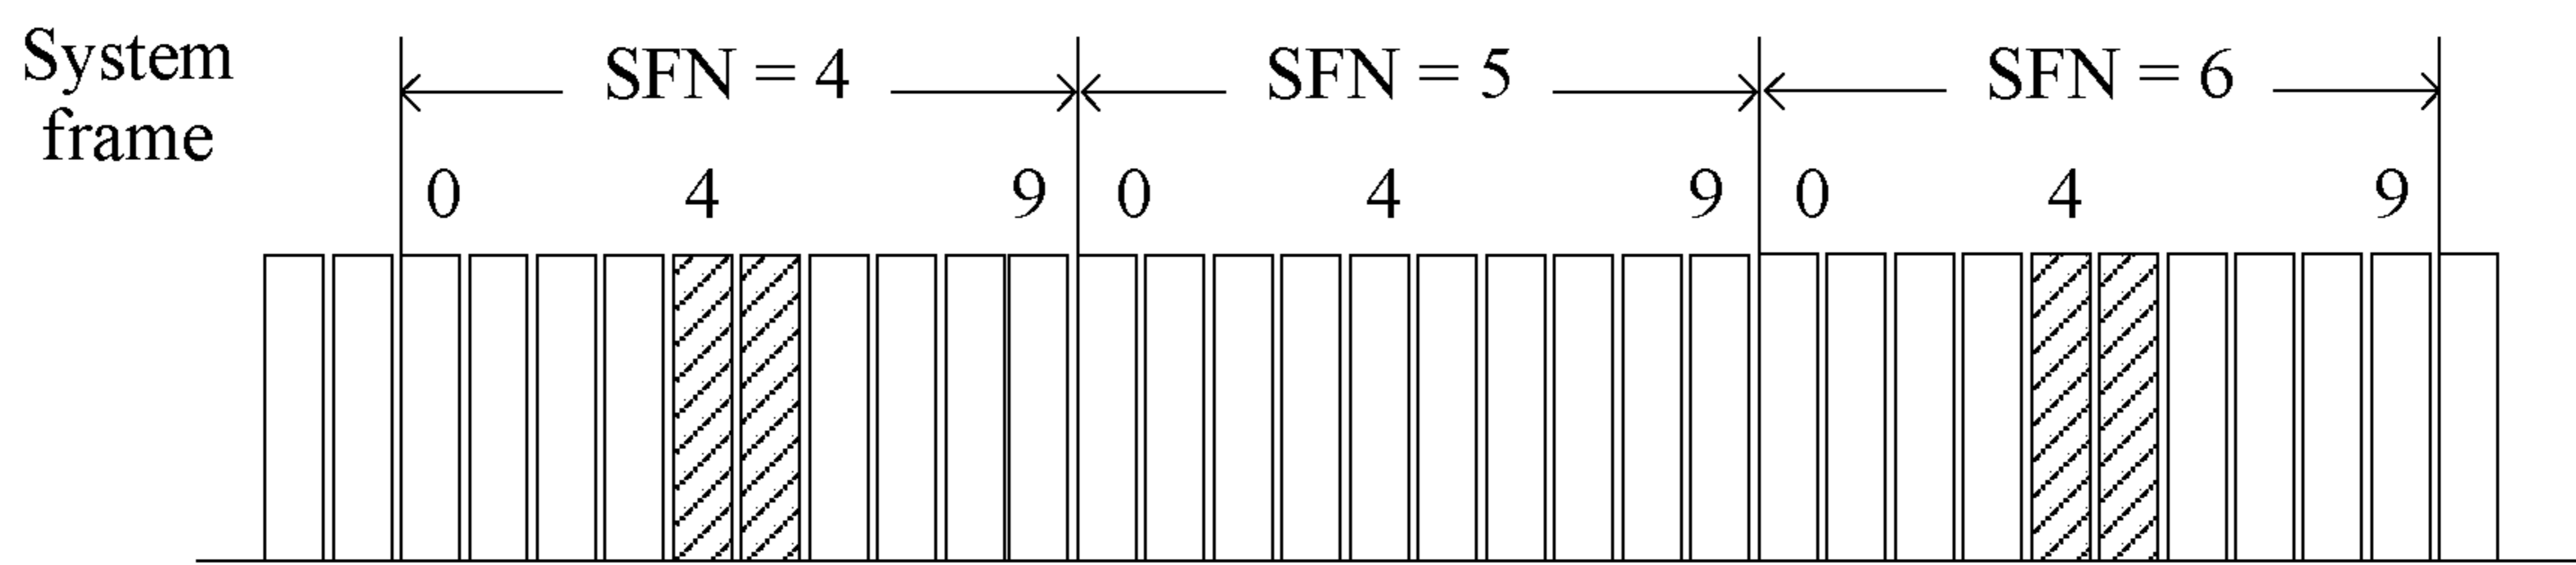 System
frame
SFN = 4
SFN = 5
SFN = 6
0 4 9 0 4 9 0 4 9